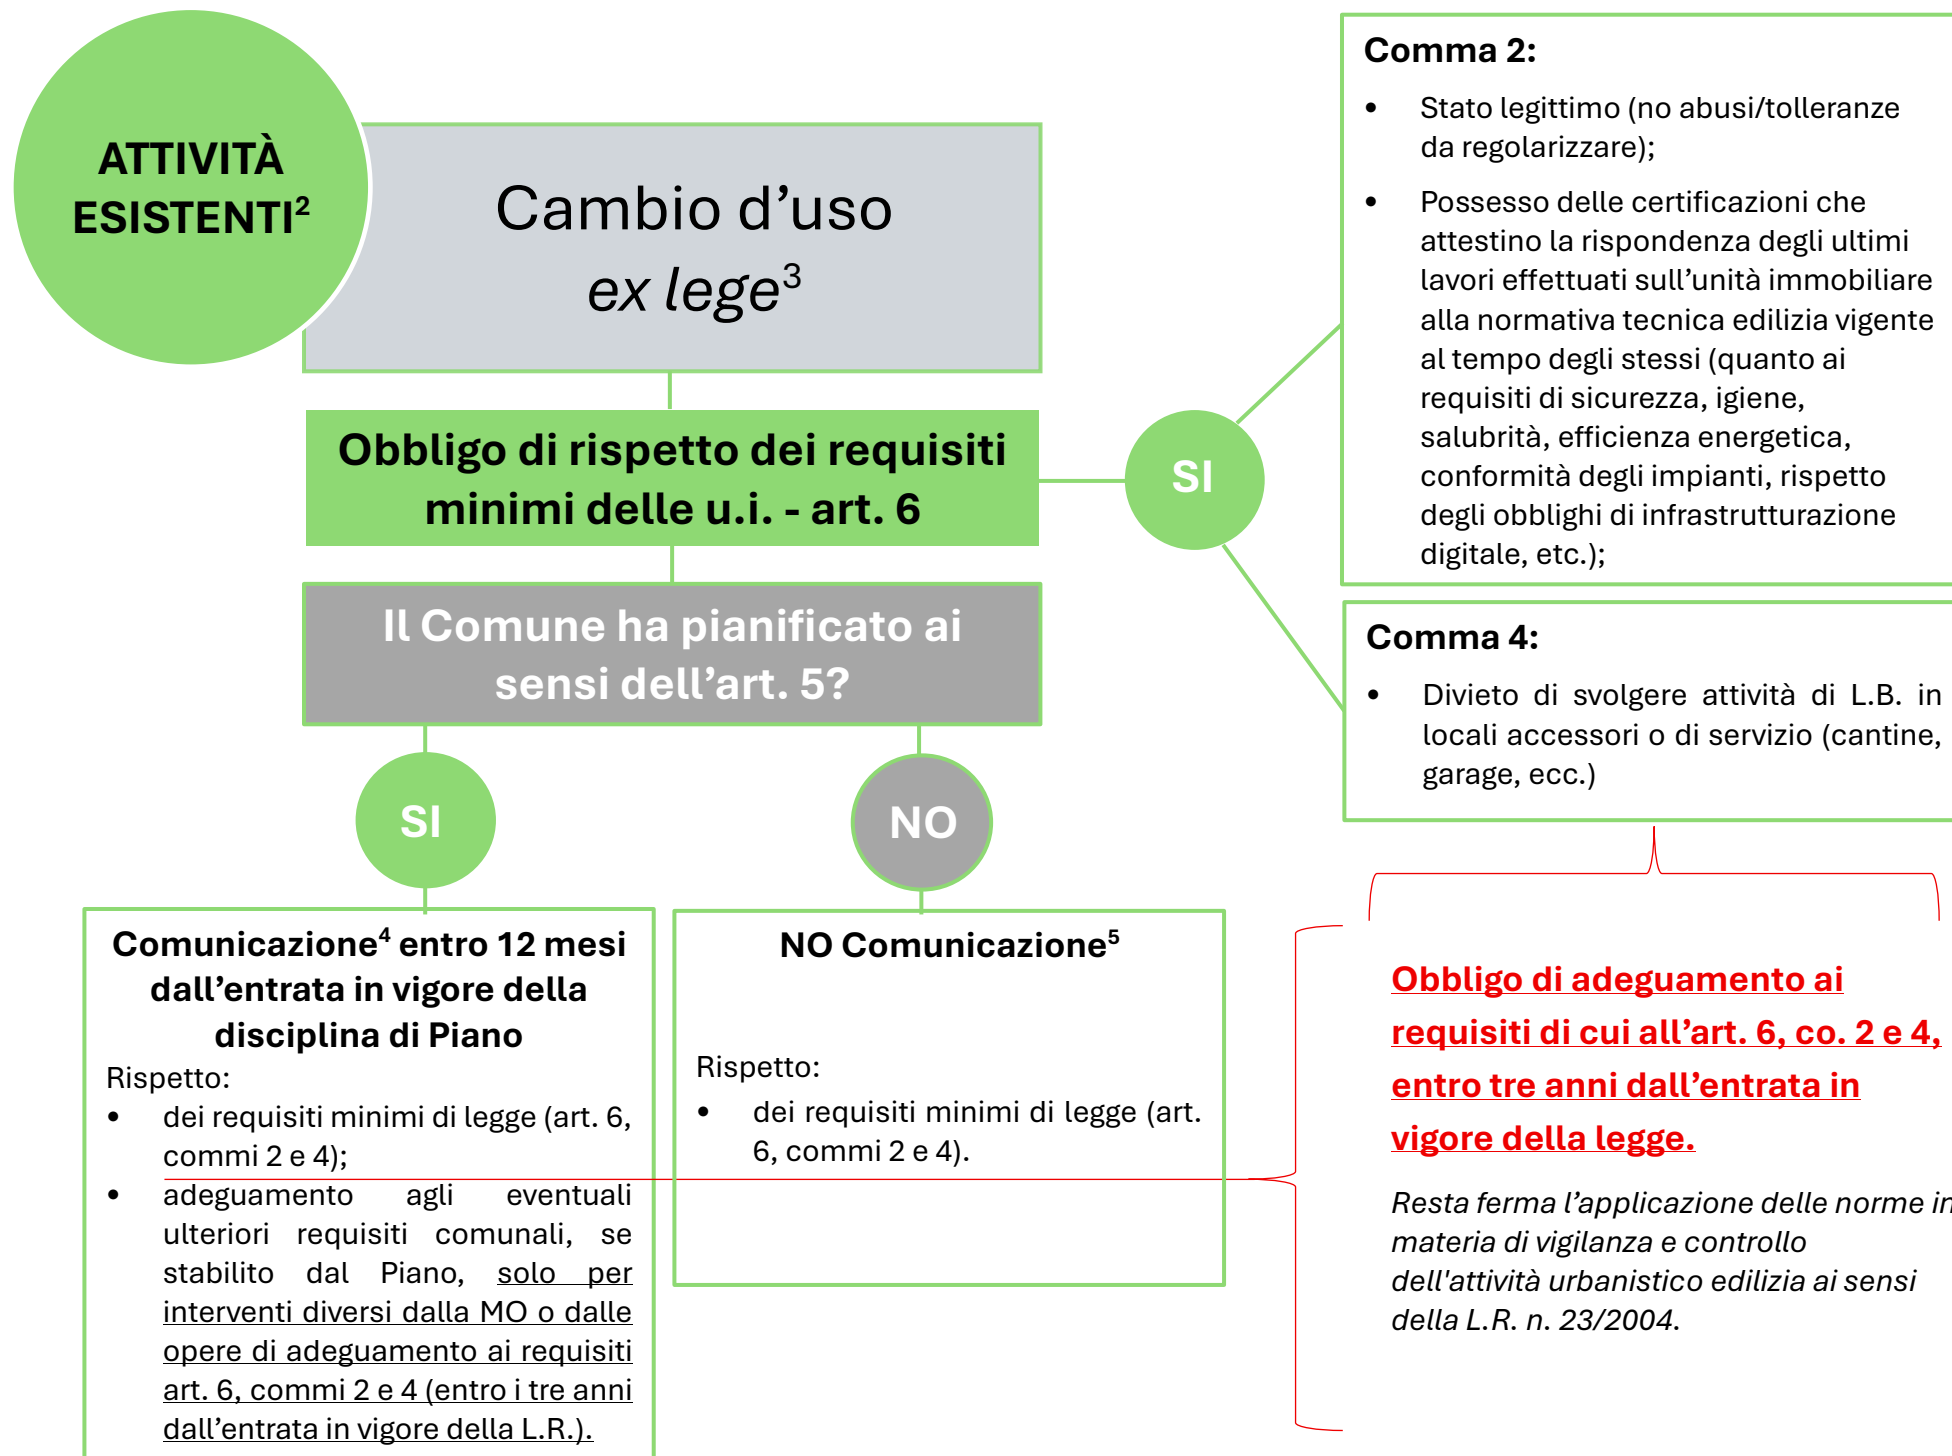 ATTIVITÀ
ESISTENTI²
Cambio d’uso
ex lege³
Obbligo di rispetto dei requisiti
minimi delle u.i. - art. 6
SI
Comma 2:
• Stato legittimo (no abusi/tolleranze
da regolarizzare);
• Possesso delle certificazioni che
attestino la rispondenza degli ultimi
lavori effettuati sull’unità immobiliare
alla normativa tecnica edilizia vigente
al tempo degli stessi (quanto ai
requisiti di sicurezza, igiene,
salubrità, efficienza energetica,
conformità degli impianti, rispetto
degli obblighi di infrastrutturazione
digitale, etc.);
Comma 4:
• Divieto di svolgere attività di L.B. in
locali accessori o di servizio (cantine,
garage, ecc.)
Il Comune ha pianificato ai
sensi dell’art. 5?
SI
NO
Comunicazione⁴ entro 12 mesi
dall’entrata in vigore della
disciplina di Piano
Rispetto:
• dei requisiti minimi di legge (art. 6,
commi 2 e 4);
• adeguamento agli eventuali
ulteriori requisiti comunali, se
stabilito dal Piano, solo per
interventi diversi dalla MO o dalle
opere di adeguamento ai requisiti
art. 6, commi 2 e 4 (entro i tre anni
dall’entrata in vigore della L.R.).
NO Comunicazione⁵
Rispetto:
• dei requisiti minimi di legge (art.
6, commi 2 e 4).
Obbligo di adeguamento ai
requisiti di cui all’art. 6, co. 2 e 4,
entro tre anni dall’entrata in
vigore della legge.
Resta ferma l’applicazione delle norme in
materia di vigilanza e controllo
dell'attività urbanistico edilizia ai sensi
della L.R. n. 23/2004.